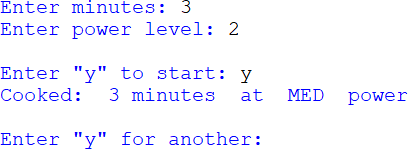 Enter minutes: 3
Enter power level: 2
Enter "y" to start: y
Cooked:  3 minutes  at  MED  power
Enter "y" for another: